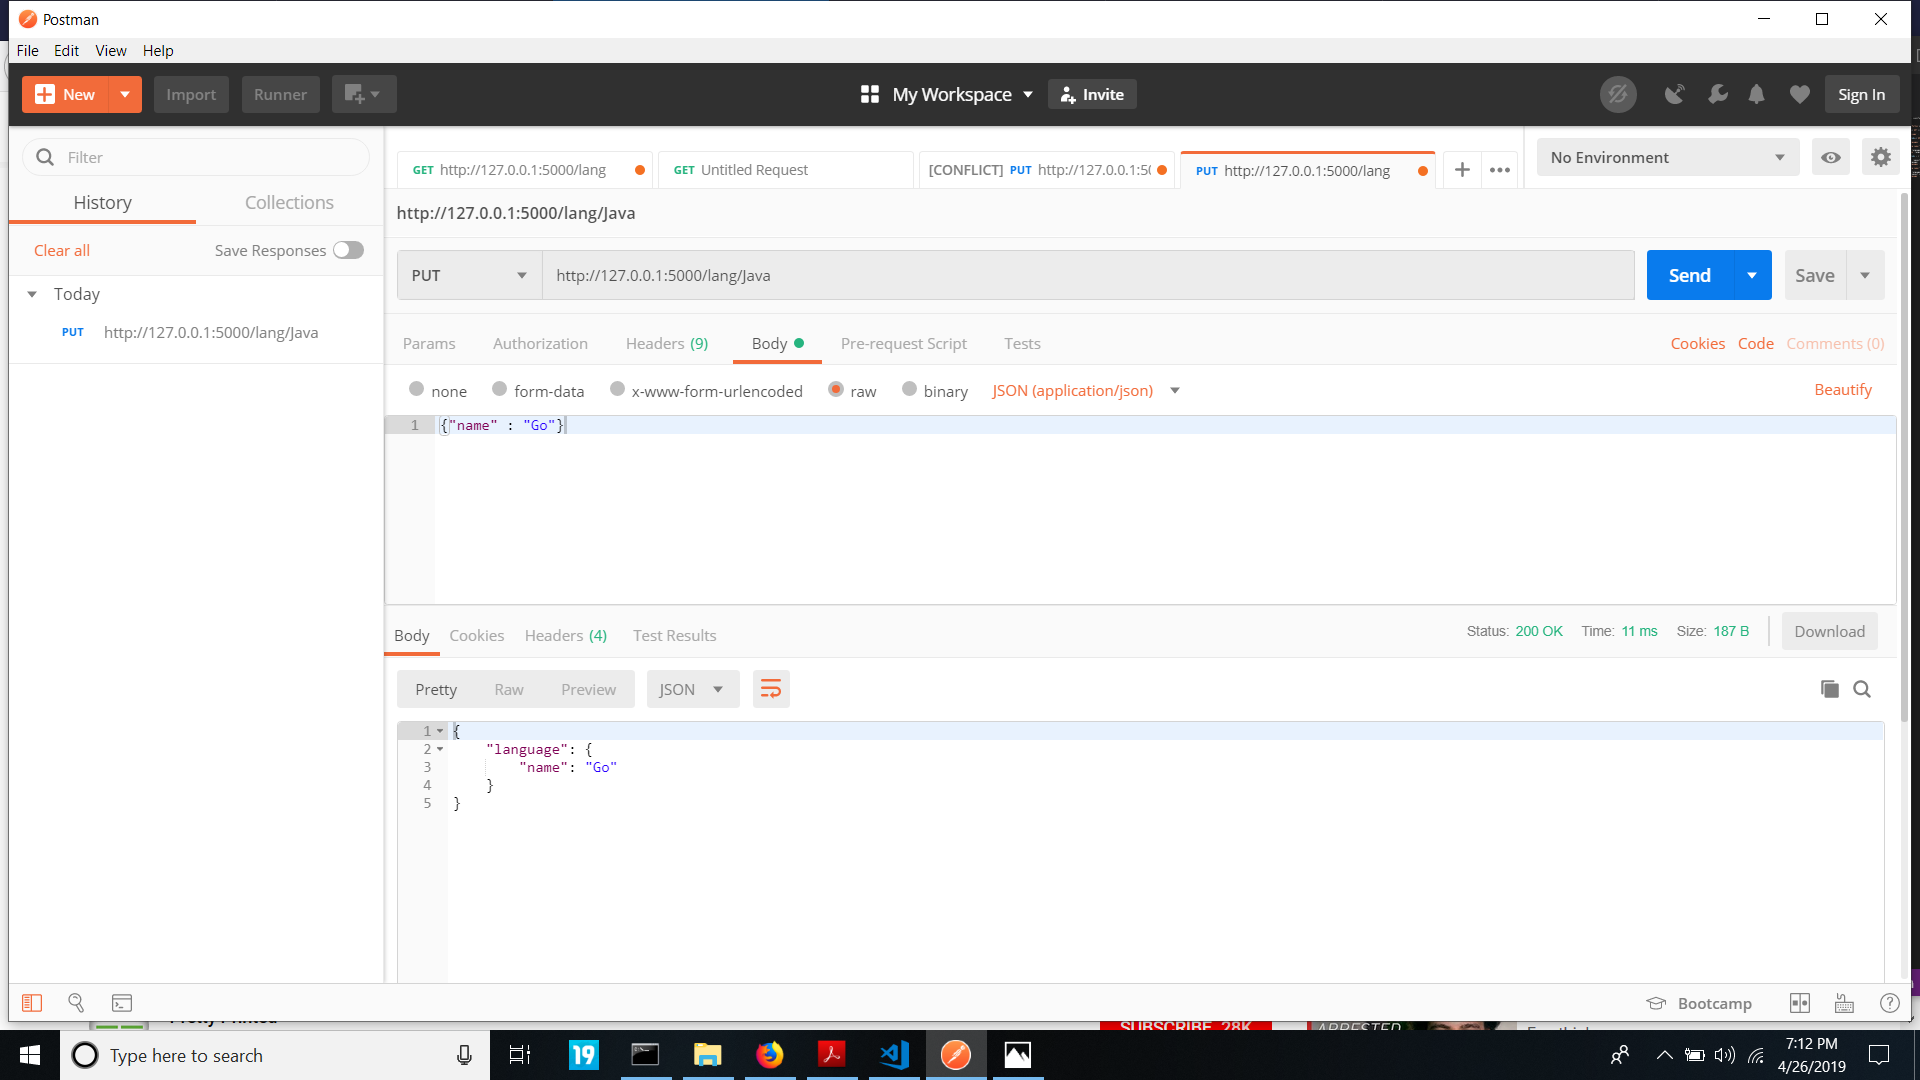 Postman
File Edit View Help
New Import Runner My Workspace Invite Sign In
Filter
History Collections
Clear all Save Responses
Today
PUT http://127.0.0.1:5000/lang/Java
GET http://127.0.0.1:5000/lang GET Untitled Request [CONFLICT] PUT http://127.0.0.1:5( PUT http://127.0.0.1:5000/lang No Environment
http://127.0.0.1:5000/lang/Java
PUT http://127.0.0.1:5000/lang/Java Send Save
Params Authorization Headers (9) Body Pre-request Script Tests Cookies Code Comments (0)
none form-data x-www-form-urlencoded raw binary JSON (application/json) Beautify
1 {"name" : "Go"}
Body Cookies Headers (4) Test Results Status: 200 OK Time: 11 ms Size: 187 B Download
Pretty Raw Preview JSON
1 {
2 "language": {
3 "name": "Go"
4 }
5 }
Bootcamp
SUBSCRIBE 28K ARRESTED
Type here to search 19 7:12 PM
4/26/2019